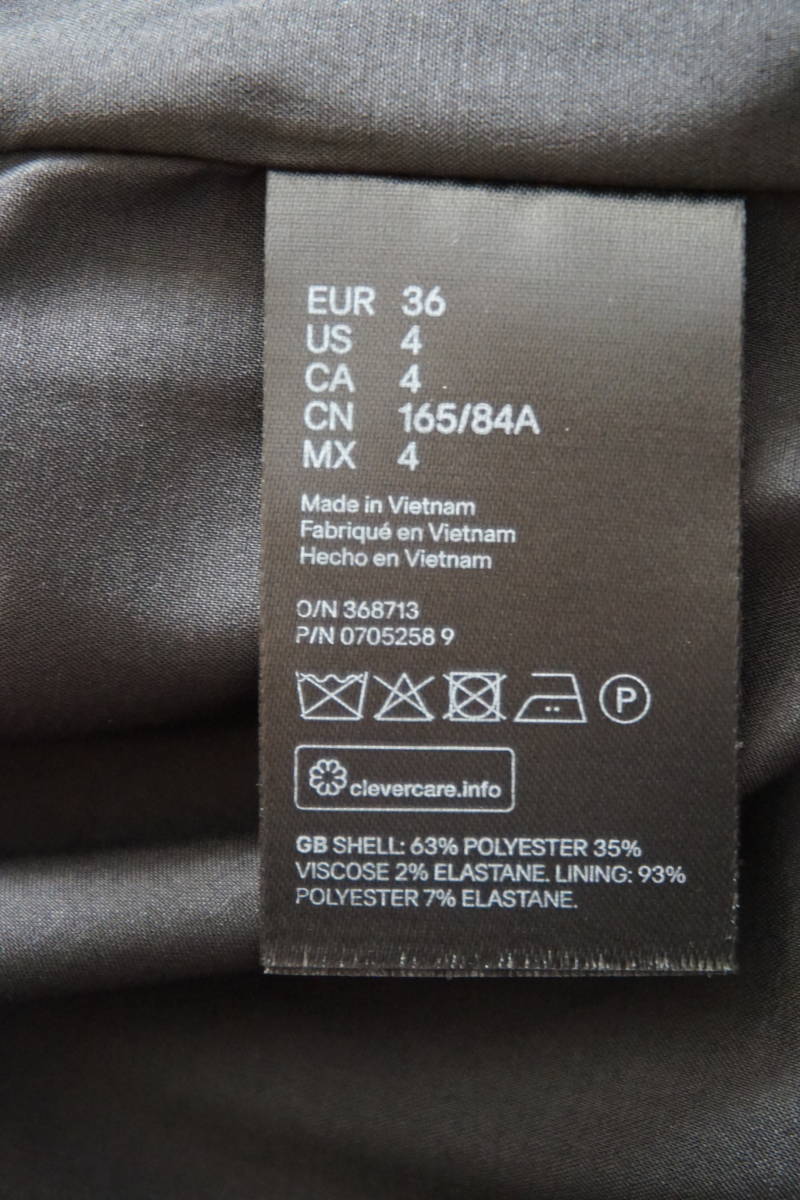 EUR 36
US 4
CA 4
CN 165/84A
MX 4
Made in Vietnam
Fabriqué en Vietnam
Hecho en Vietnam
O/N 368713
P/N 0705258 9
P
clevercare.info
GB SHELL: 63% POLYESTER 35%
VISCOSE 2% ELASTANE. LINING: 93%
POLYESTER 7% ELASTANE.